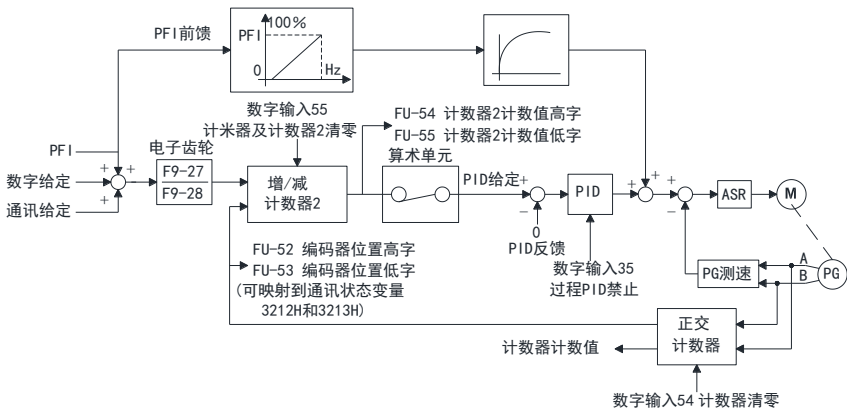 PFI前馈
100%
PFI
0
Hz
数字输入55
计米器及计数器2清零
FU-54 计数器2计数值高字
FU-55 计数器2计数值低字
PFI
电子齿轮
算术单元
数字给定
通讯给定
+
+
+
F9-27
F9-28
增/减
计数器2
PID给定
+
−
0
PID反馈
PID
+
+
+
−
ASR
M
数字输入35
过程PID禁止
PG测速
A
B
PG
FU-52 编码器位置高字
FU-53 编码器位置低字
(可映射到通讯状态变量
3212H和3213H)
正交
计数器
计数器计数值
数字输入54 计数器清零